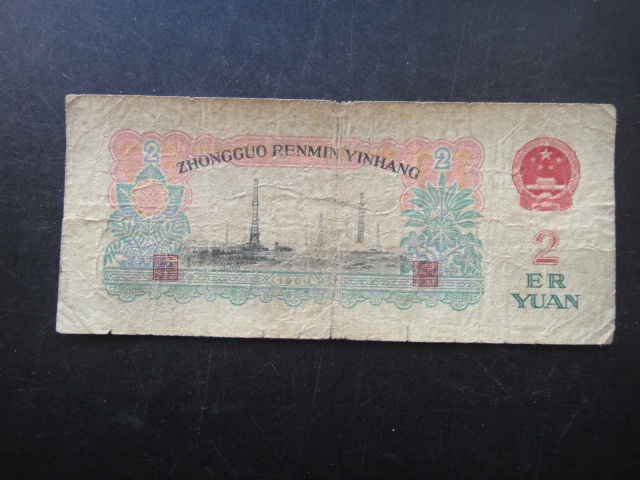 2
2
ZHONGGUO RENMIN YINHANG
1960
2
ER
YUAN